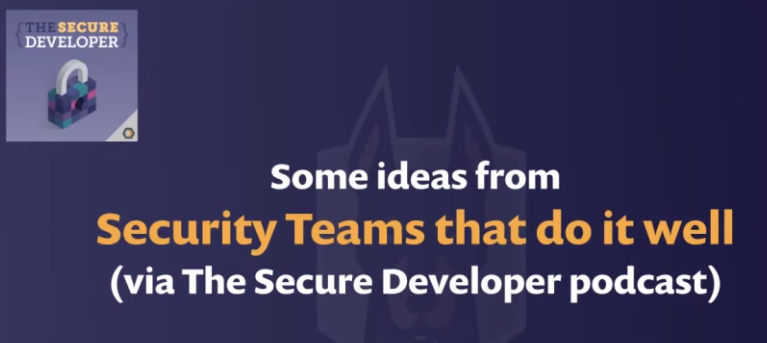 {THE SECURE
DEVELOPER}
Some ideas from
Security Teams that do it well
(via The Secure Developer podcast)